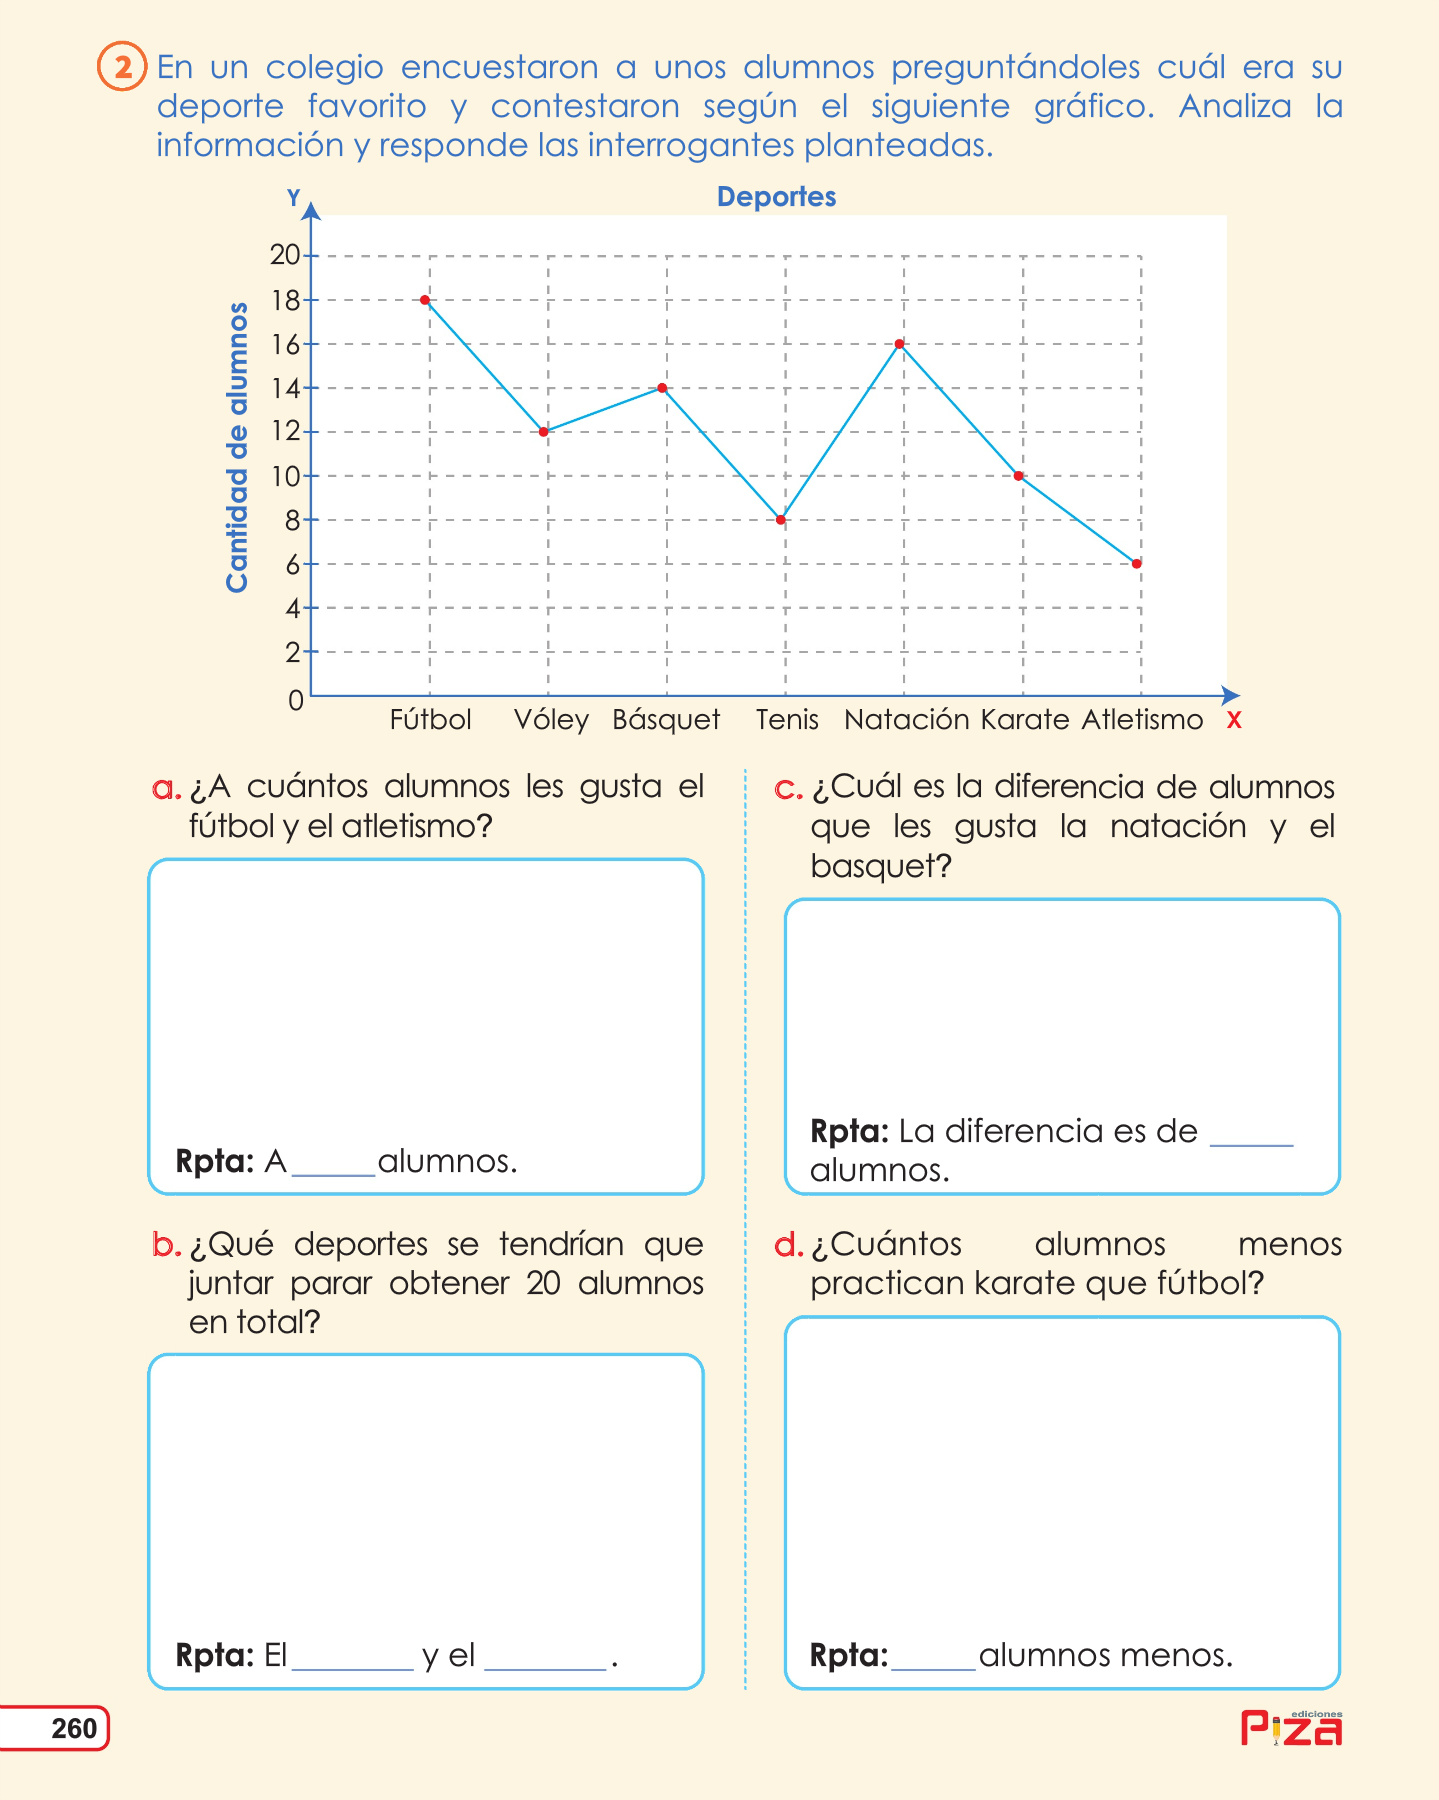 2 En un colegio encuestaron a unos alumnos preguntándoles cuál era su
deporte favorito y contestaron según el siguiente gráfico. Analiza la
información y responde las interrogantes planteadas.
Deportes
Y
Cantidad de alumnos
20
18
16
14
12
10
8
6
4
2
0
Fútbol Vóley Básquet Tenis Natación Karate Atletismo X
a. ¿A cuántos alumnos les gusta el
fútbol y el atletismo?
Rpta: A _____ alumnos.
b. ¿Qué deportes se tendrían que
juntar parar obtener 20 alumnos
en total?
Rpta: El _______ y el _______ .
c. ¿Cuál es la diferencia de alumnos
que les gusta la natación y el
basquet?
Rpta: La diferencia es de _____
alumnos.
d. ¿Cuántos alumnos menos
practican karate que fútbol?
Rpta: _____ alumnos menos.
260
ediciones
Piza